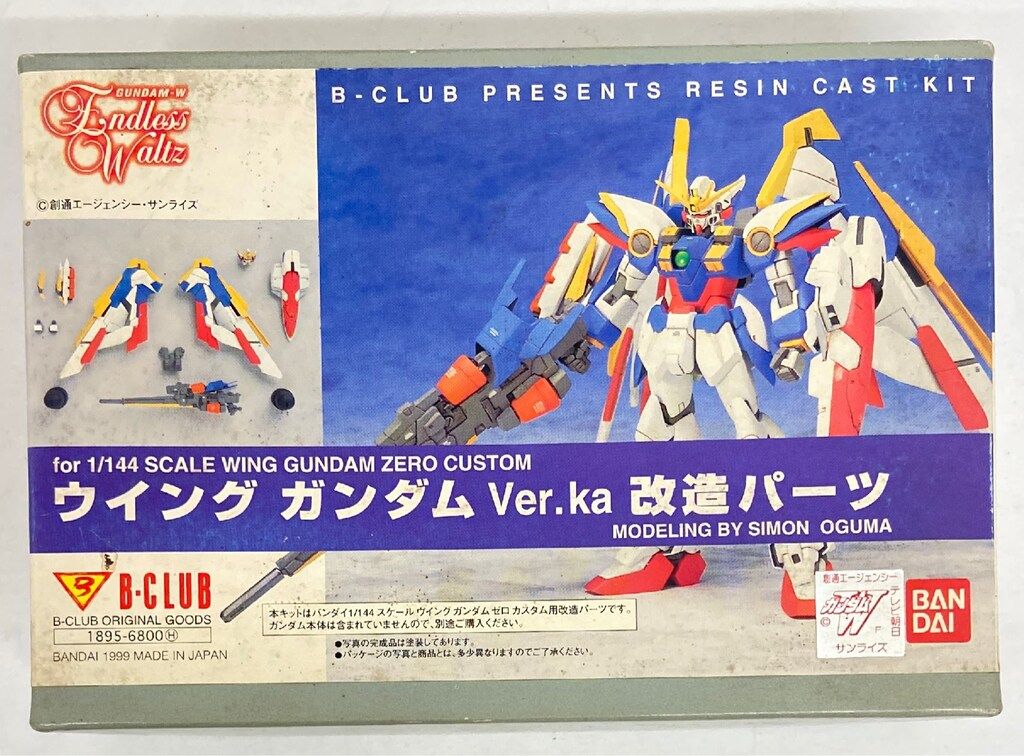 GUNDAM-W
Endless
Waltz
B-CLUB PRESENTS RESIN CAST KIT
©創通エージェンシー・サンライズ
for 1/144 SCALE WING GUNDAM ZERO CUSTOM
ウイング ガンダム Ver.ka 改造パーツ
MODELING BY SIMON OGUMA
B-CLUB
B-CLUB ORIGINAL GOODS
1895-6800Ⓗ
BANDAI 1999 MADE IN JAPAN
本キットはバンダイ1/144 スケール ウイング ガンダム ゼロ カスタム用改造パーツです。
ガンダム本体は含まれていませんので、別途ご購入ください。
●写真の完成品は塗装してあります。
●パッケージの写真と商品とは、多少異なりますのでご了承ください。
創通エージェンシー
ガンダムW
©
F
テレビ朝日
サンライズ
BAN
DAI